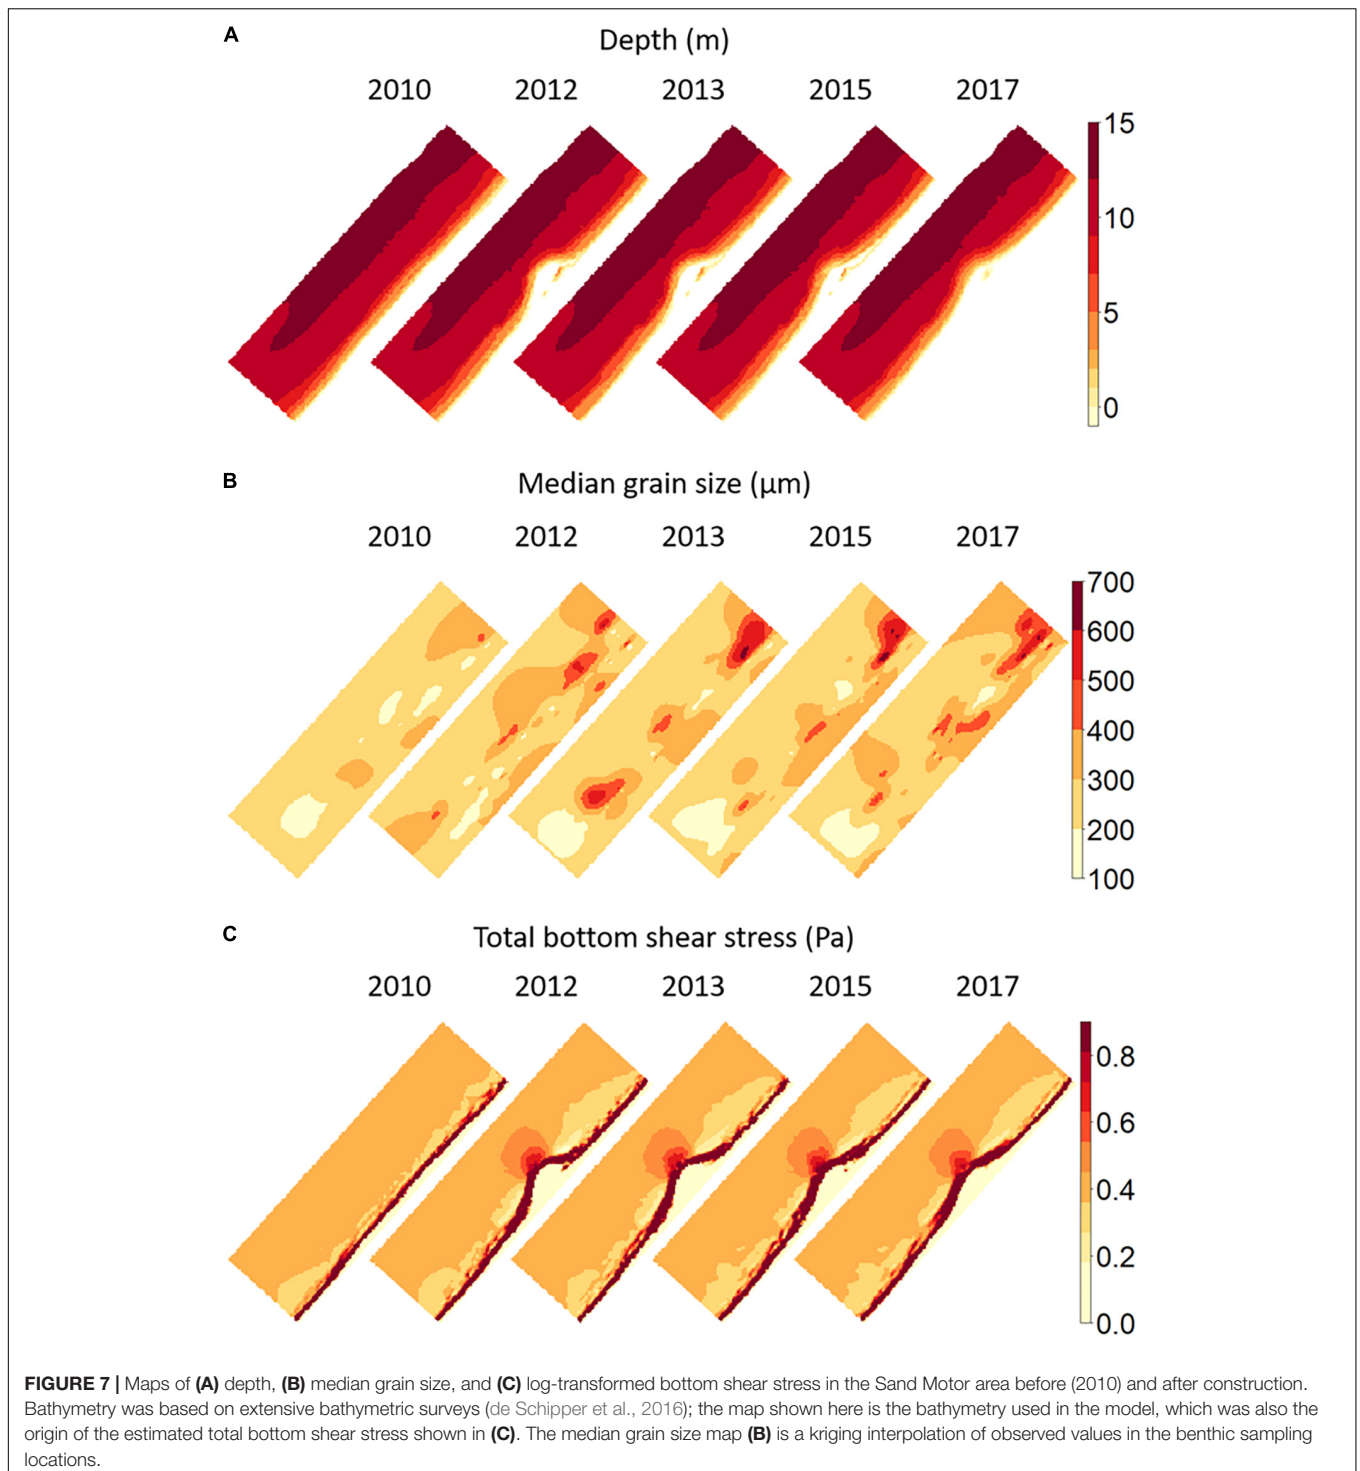 A
Depth (m)
2010 2012 2013 2015 2017
15
10
5
0
B
Median grain size (µm)
2010 2012 2013 2015 2017
700
600
500
400
300
200
100
C
Total bottom shear stress (Pa)
2010 2012 2013 2015 2017
0.8
0.6
0.4
0.2
0.0
FIGURE 7 | Maps of (A) depth, (B) median grain size, and (C) log-transformed bottom shear stress in the Sand Motor area before (2010) and after construction.
Bathymetry was based on extensive bathymetric surveys (de Schipper et al., 2016); the map shown here is the bathymetry used in the model, which was also the
origin of the estimated total bottom shear stress shown in (C). The median grain size map (B) is a kriging interpolation of observed values in the benthic sampling
locations.